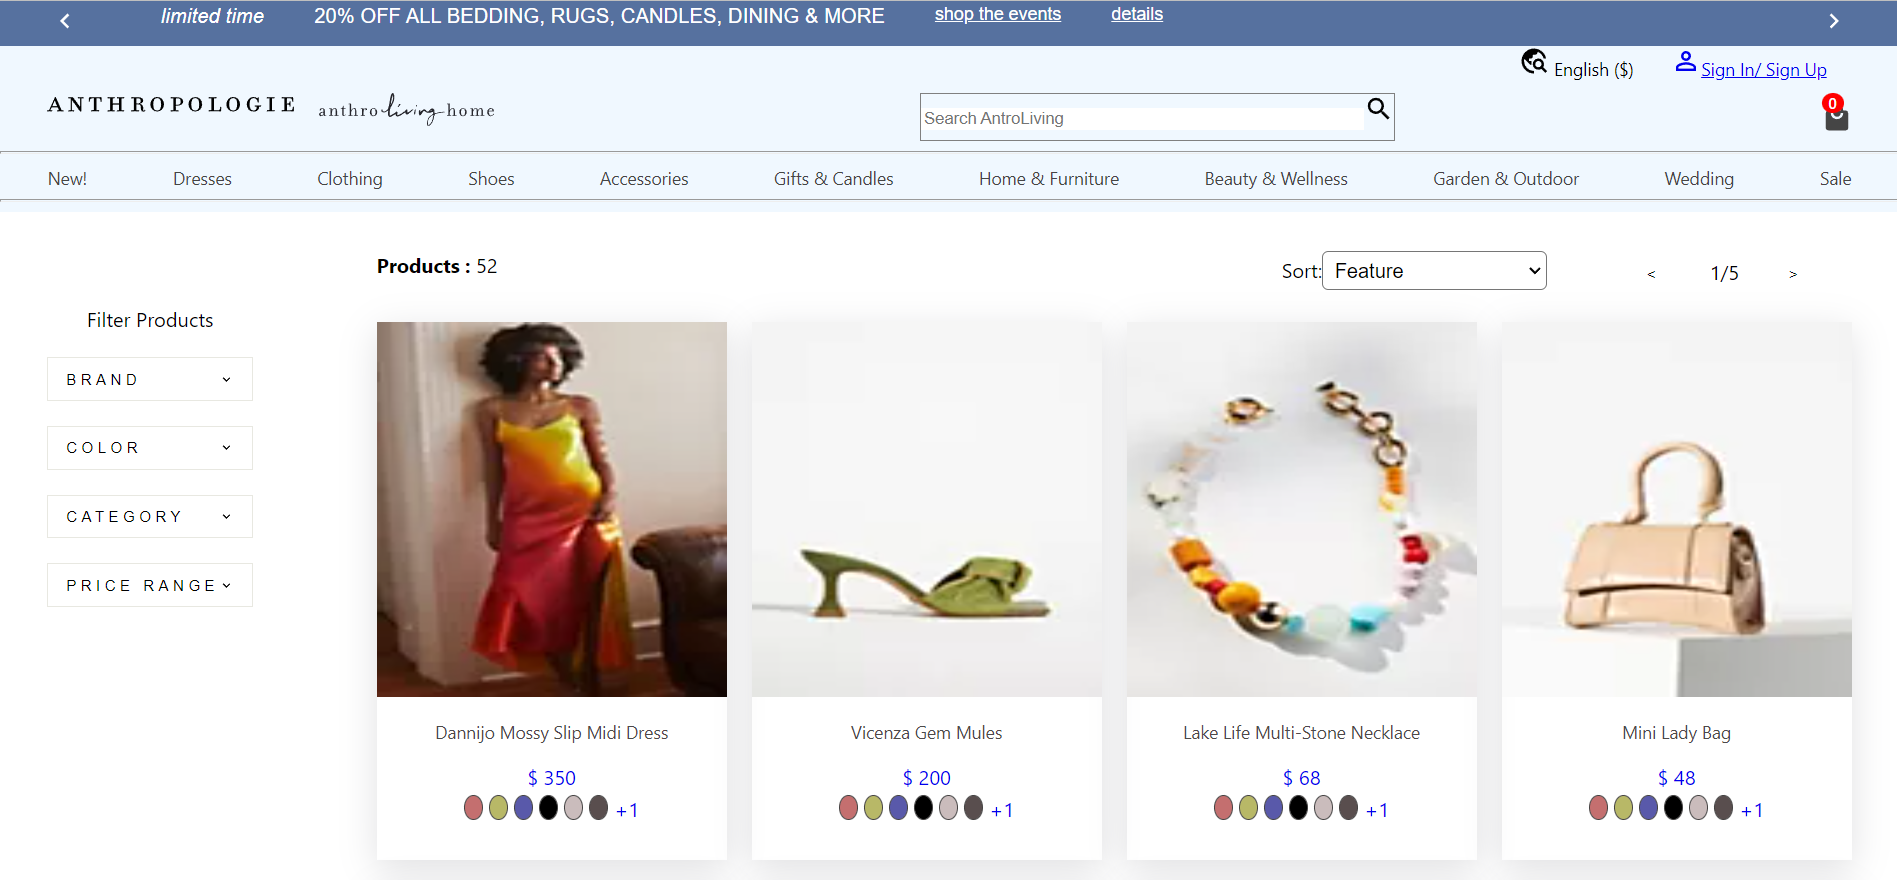 limited time 20% OFF ALL BEDDING, RUGS, CANDLES, DINING & MORE shop the events details
English ($) Sign In/ Sign Up
ANTHROPOLOGIE anthroliving home
Search AntroLiving
0
New! Dresses Clothing Shoes Accessories Gifts & Candles Home & Furniture Beauty & Wellness Garden & Outdoor Wedding Sale
Products : 52
Sort: Feature < 1/5 >
Filter Products
BRAND
COLOR
CATEGORY
PRICE RANGE
Dannijo Mossy Slip Midi Dress
$ 350
+1
Vicenza Gem Mules
$ 200
+1
Lake Life Multi-Stone Necklace
$ 68
+1
Mini Lady Bag
$ 48
+1